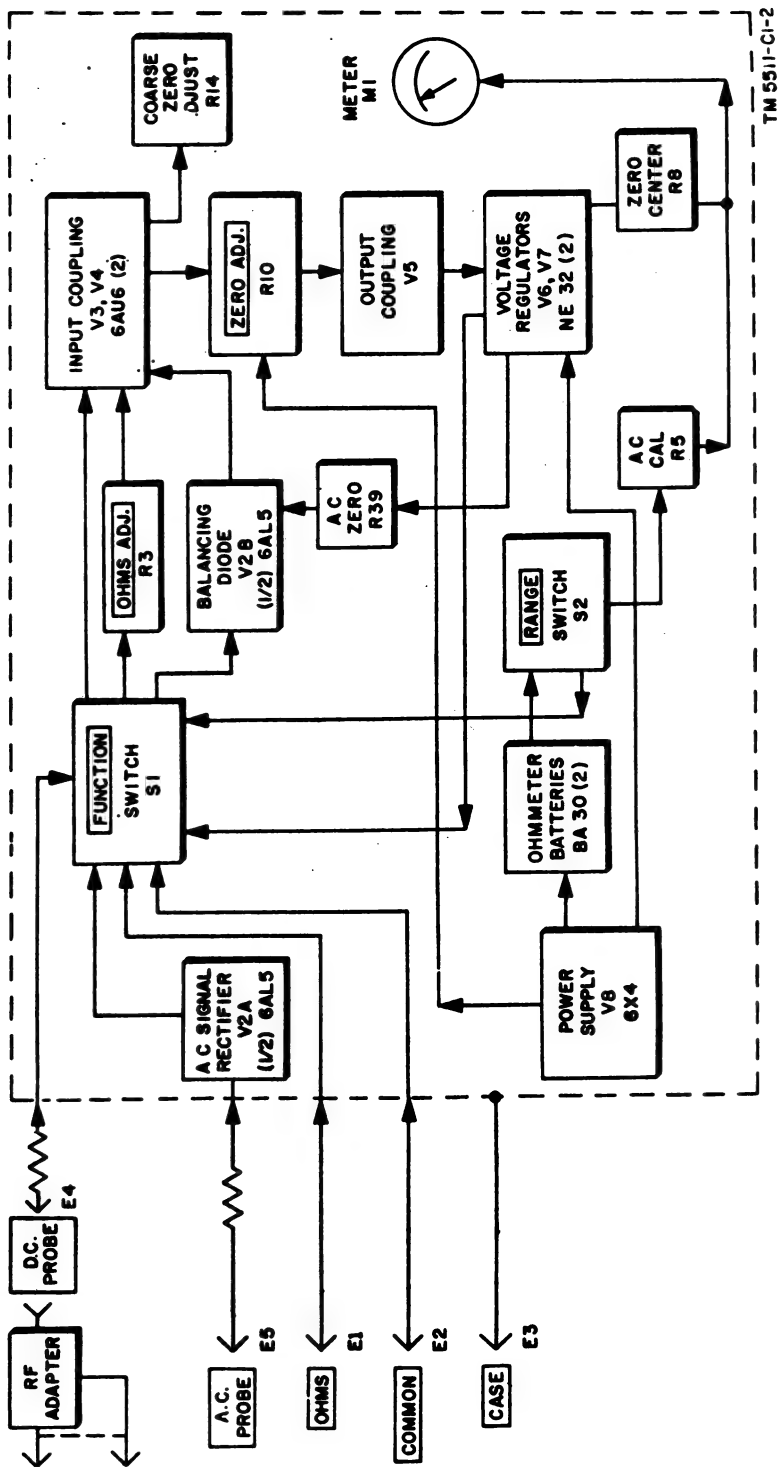 RF
ADAPTER
D.C.
PROBE
E4
A.C.
PROBE
E5
OHMS
E1
COMMON
E2
CASE
E3
A C SIGNAL
RECTIFIER
V2A
(1/2) 6AL5
FUNCTION
SWITCH
S1
OHMS ADJ.
R3
BALANCING
DIODE
V2B
(1/2) 6AL5
AC
ZERO
R39
INPUT COUPLING
V3, V4
6AU6 (2)
COARSE
ZERO
DJUST
R14
ZERO ADJ.
R10
OUTPUT
COUPLING
V5
VOLTAGE
REGULATORS
V6, V7
NE 32 (2)
ZERO
CENTER
R8
METER
M1
POWER
SUPPLY
V8
6X4
OHMMETER
BATTERIES
BA 30 (2)
RANGE
SWITCH
S2
AC
CAL
R5
TM 5511-C1-2